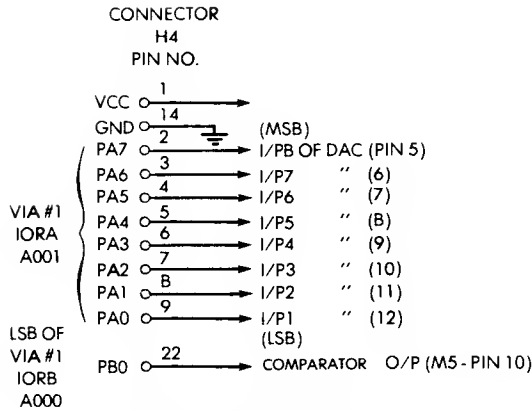 CONNECTOR
H4
PIN NO.
VCC 1
GND 14 (MSB)
PA7 2 I/P8 OF DAC (PIN 5)
PA6 3 I/P7 " (6)
PA5 4 I/P6 " (7)
VIA #1
IORA
A001
PA4 5 I/P5 " (8)
PA3 6 I/P4 " (9)
PA2 7 I/P3 " (10)
PA1 8 I/P2 " (11)
PA0 9 I/P1 " (12)
(LSB)
LSB OF
VIA #1
IORB
A000
PB0 22 COMPARATOR O/P (M5 - PIN 10)